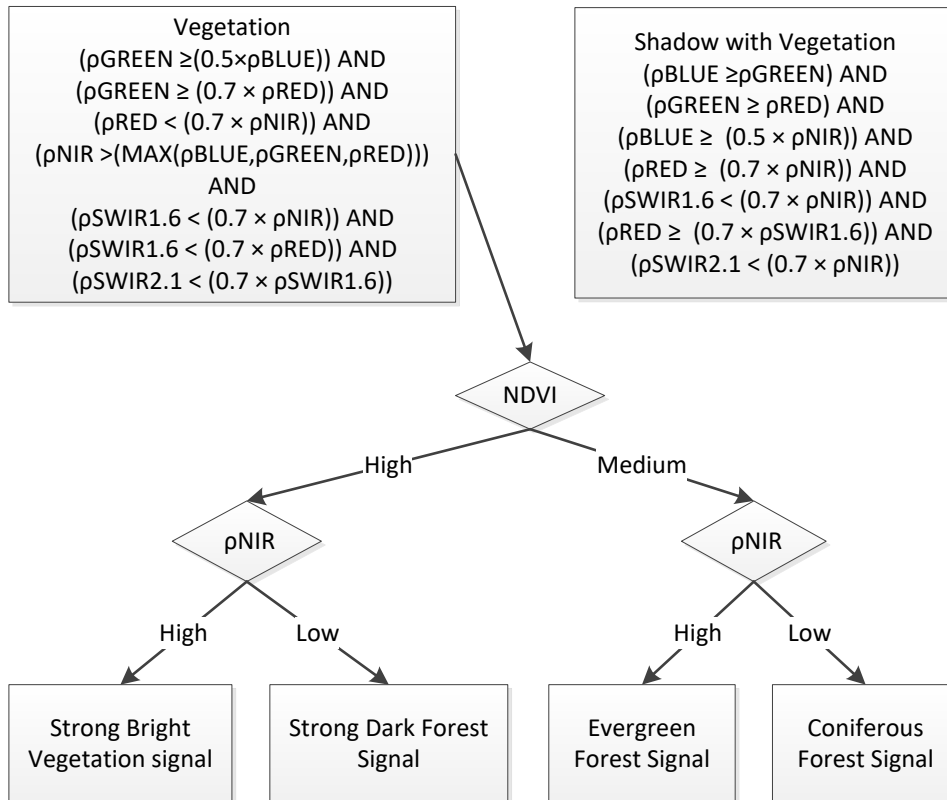 Vegetation
(ρGREEN ≥(0.5×ρBLUE)) AND
(ρGREEN ≥ (0.7 × ρRED)) AND
(ρRED < (0.7 × ρNIR)) AND
(ρNIR >(MAX(ρBLUE,ρGREEN,ρRED)))
AND
(ρSWIR1.6 < (0.7 × ρNIR)) AND
(ρSWIR1.6 < (0.7 × ρRED)) AND
(ρSWIR2.1 < (0.7 × ρSWIR1.6))
Shadow with Vegetation
(ρBLUE ≥ρGREEN) AND
(ρGREEN ≥ ρRED) AND
(ρBLUE ≥ (0.5 × ρNIR)) AND
(ρRED ≥ (0.7 × ρNIR)) AND
(ρSWIR1.6 < (0.7 × ρNIR)) AND
(ρRED ≥ (0.7 × ρSWIR1.6)) AND
(ρSWIR2.1 < (0.7 × ρNIR))
NDVI
High
Medium
ρNIR
ρNIR
High
Low
High
Low
Strong Bright
Vegetation signal
Strong Dark Forest
Signal
Evergreen
Forest Signal
Coniferous
Forest Signal